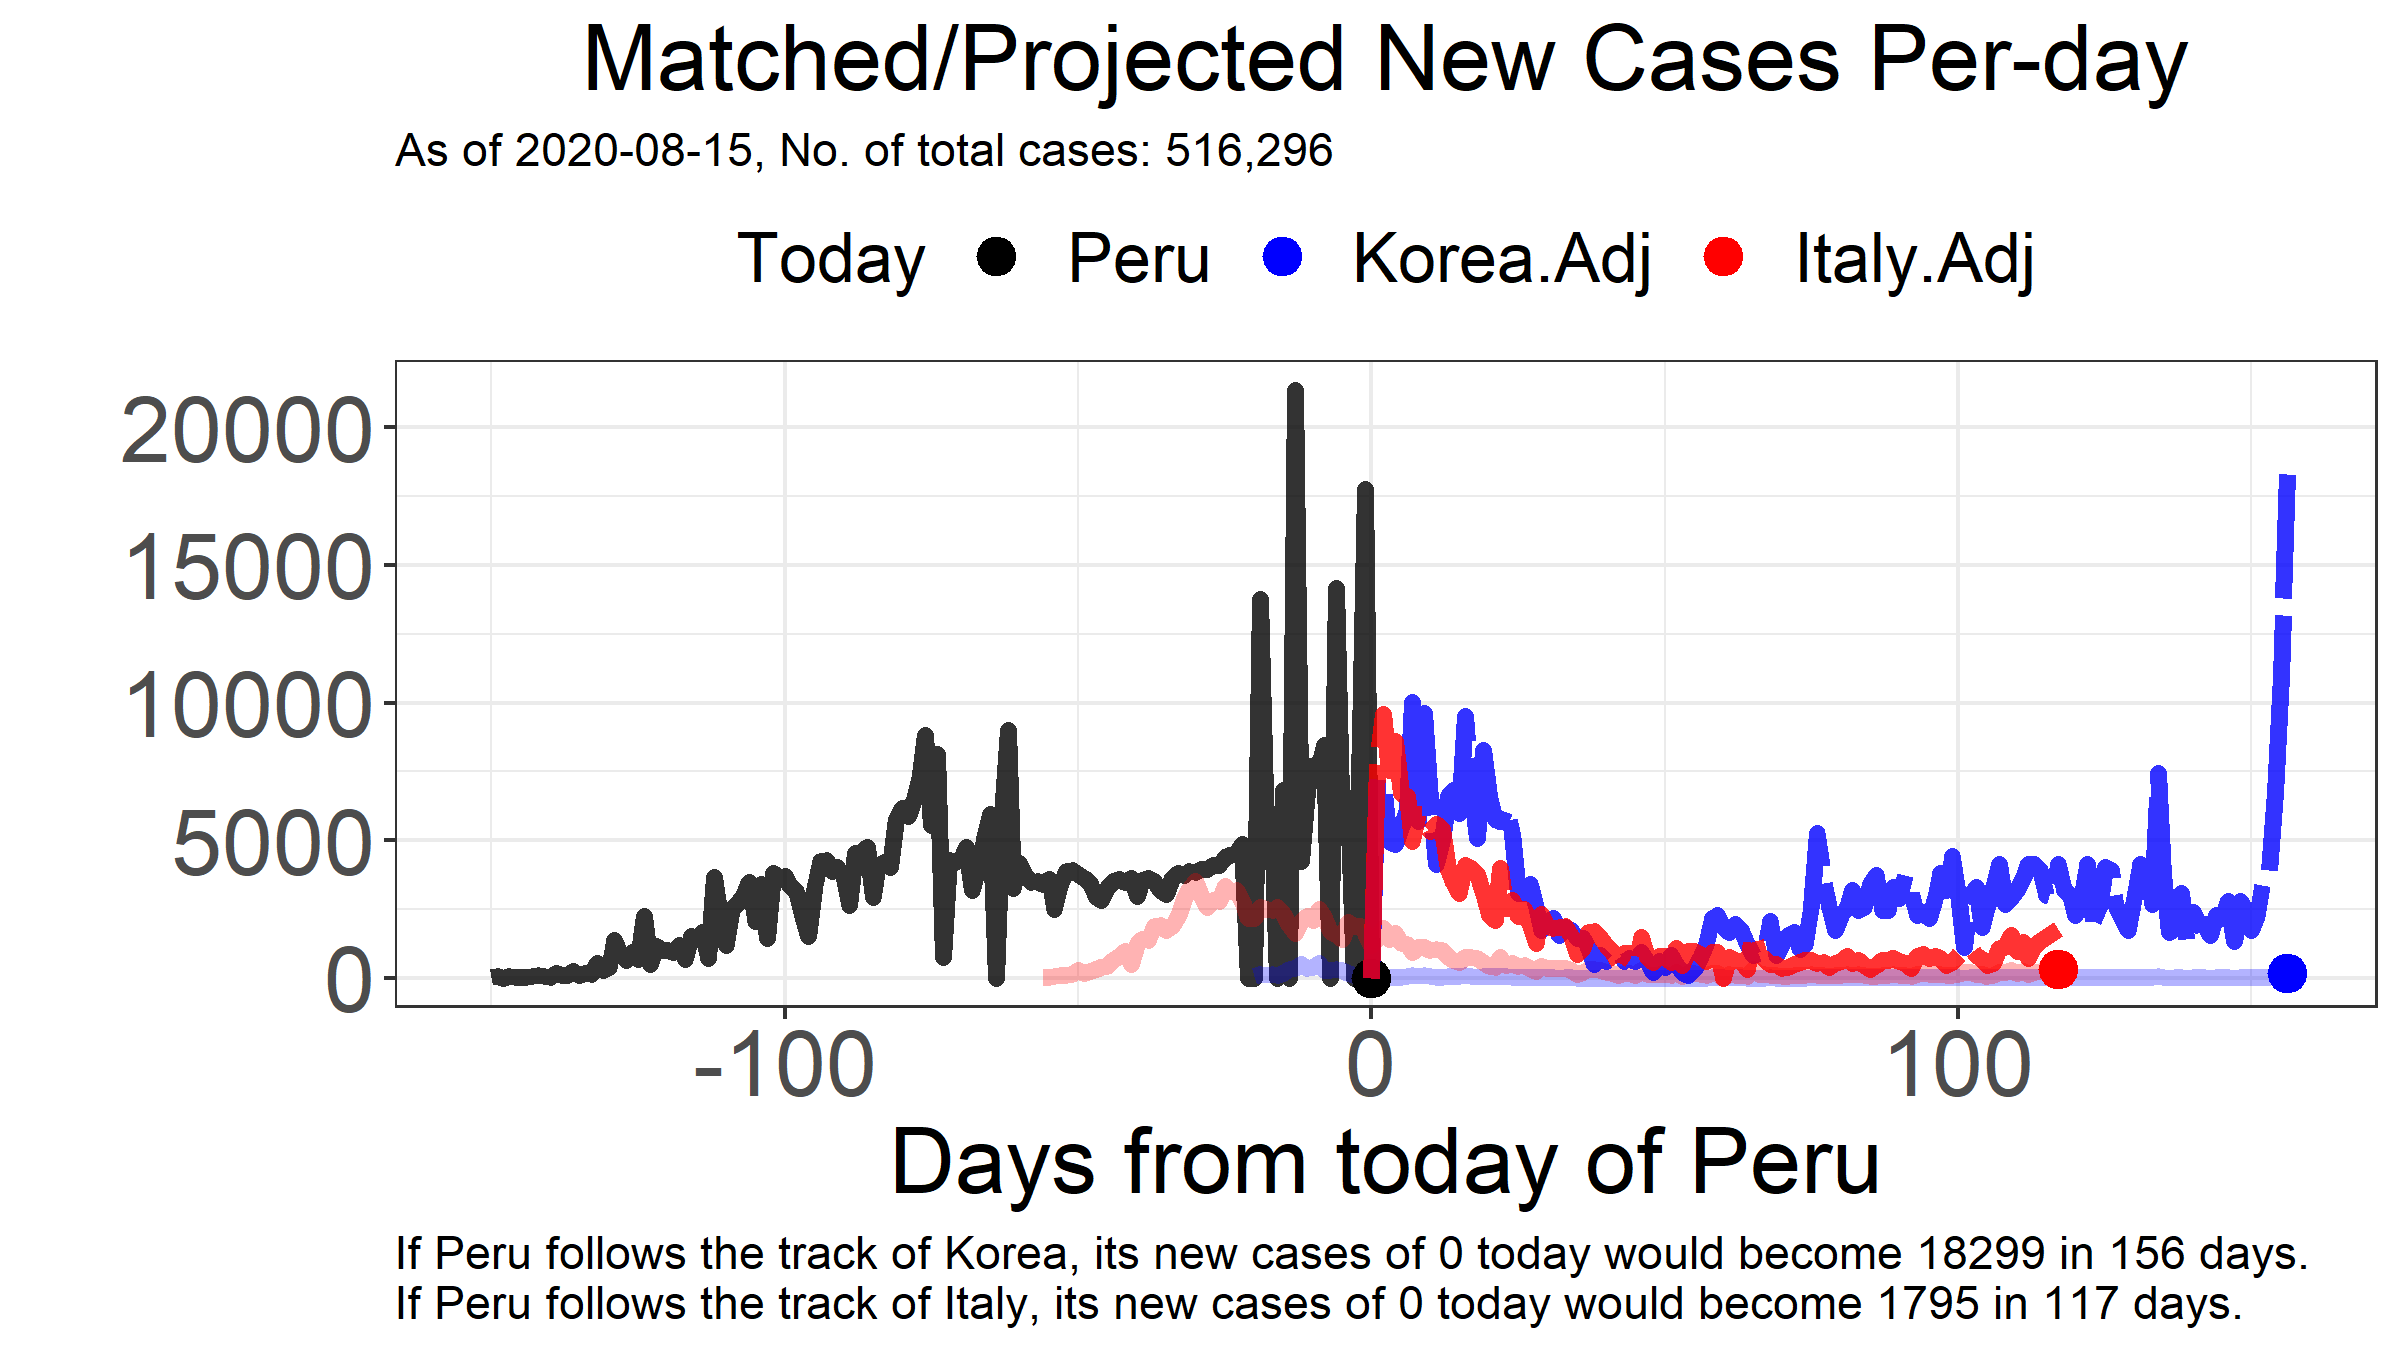 Matched/Projected New Cases Per-day
As of 2020-08-15, No. of total cases: 516,296
Today Peru Korea.Adj Italy.Adj
20000
15000
10000
5000
0
-100 0 100
Days from today of Peru
If Peru follows the track of Korea, its new cases of 0 today would become 18299 in 156 days.
If Peru follows the track of Italy, its new cases of 0 today would become 1795 in 117 days.